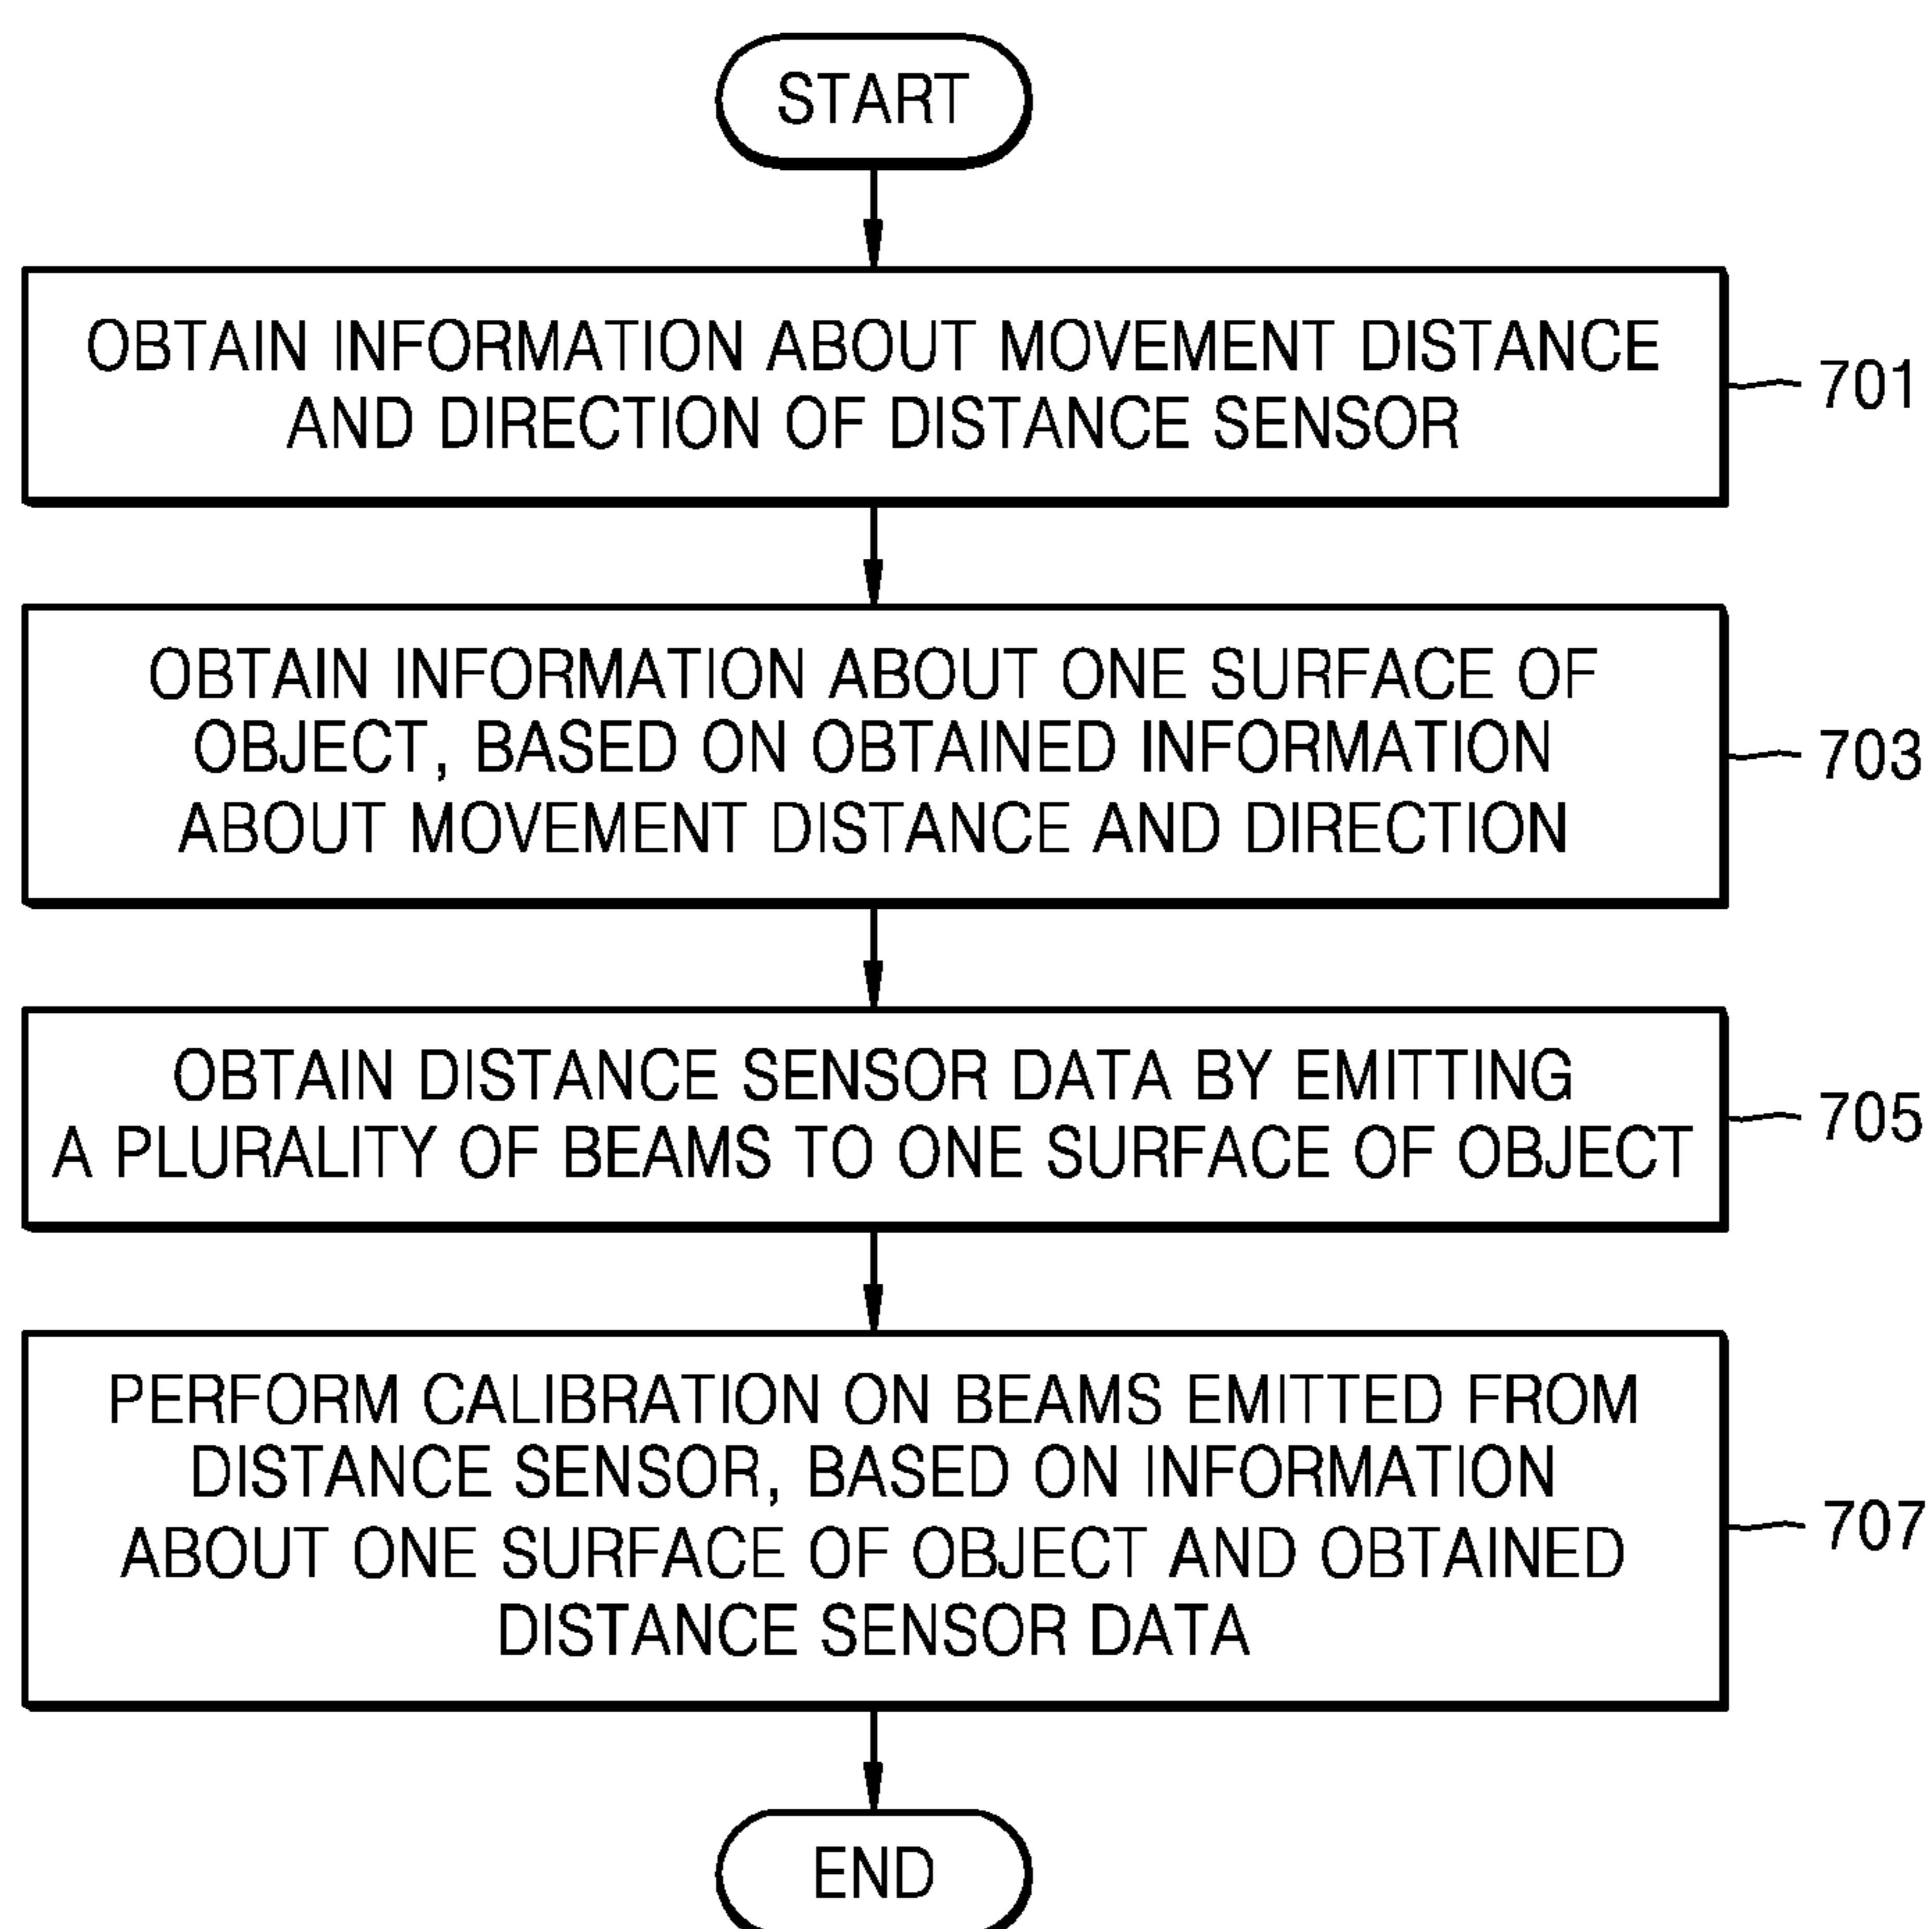 START
OBTAIN INFORMATION ABOUT MOVEMENT DISTANCE
AND DIRECTION OF DISTANCE SENSOR
701
OBTAIN INFORMATION ABOUT ONE SURFACE OF
OBJECT, BASED ON OBTAINED INFORMATION
ABOUT MOVEMENT DISTANCE AND DIRECTION
703
OBTAIN DISTANCE SENSOR DATA BY EMITTING
A PLURALITY OF BEAMS TO ONE SURFACE OF OBJECT
705
PERFORM CALIBRATION ON BEAMS EMITTED FROM
DISTANCE SENSOR, BASED ON INFORMATION
ABOUT ONE SURFACE OF OBJECT AND OBTAINED
DISTANCE SENSOR DATA
707
END